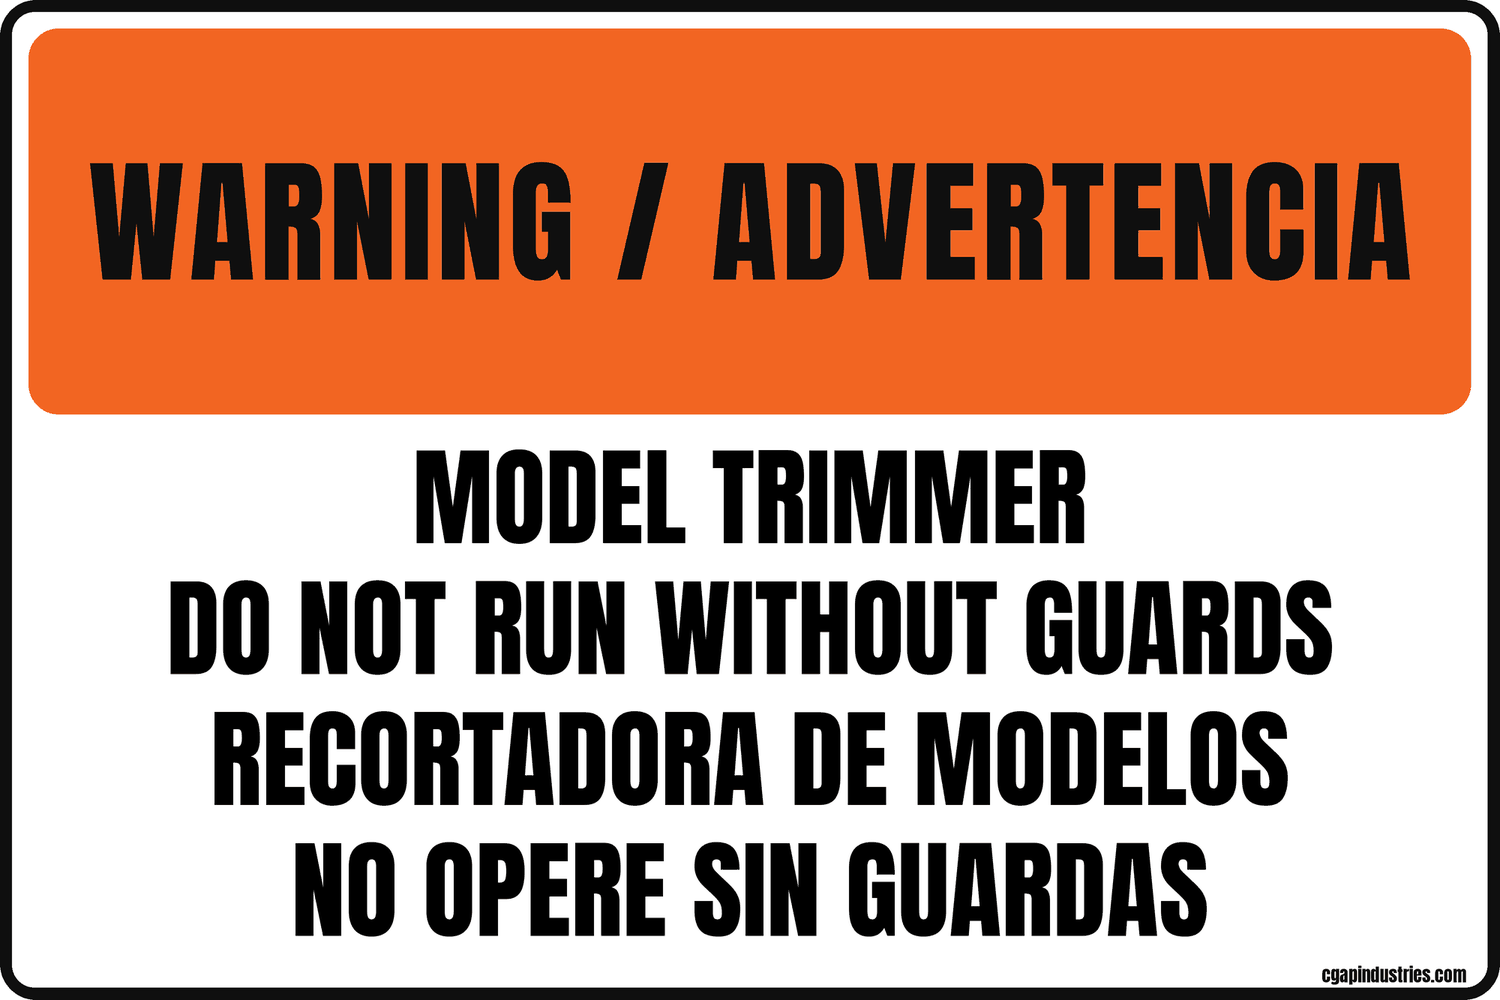 WARNING / ADVERTENCIA
MODEL TRIMMER
DO NOT RUN WITHOUT GUARDS
RECORTADORA DE MODELOS
NO OPERE SIN GUARDAS
cgapindustries.com